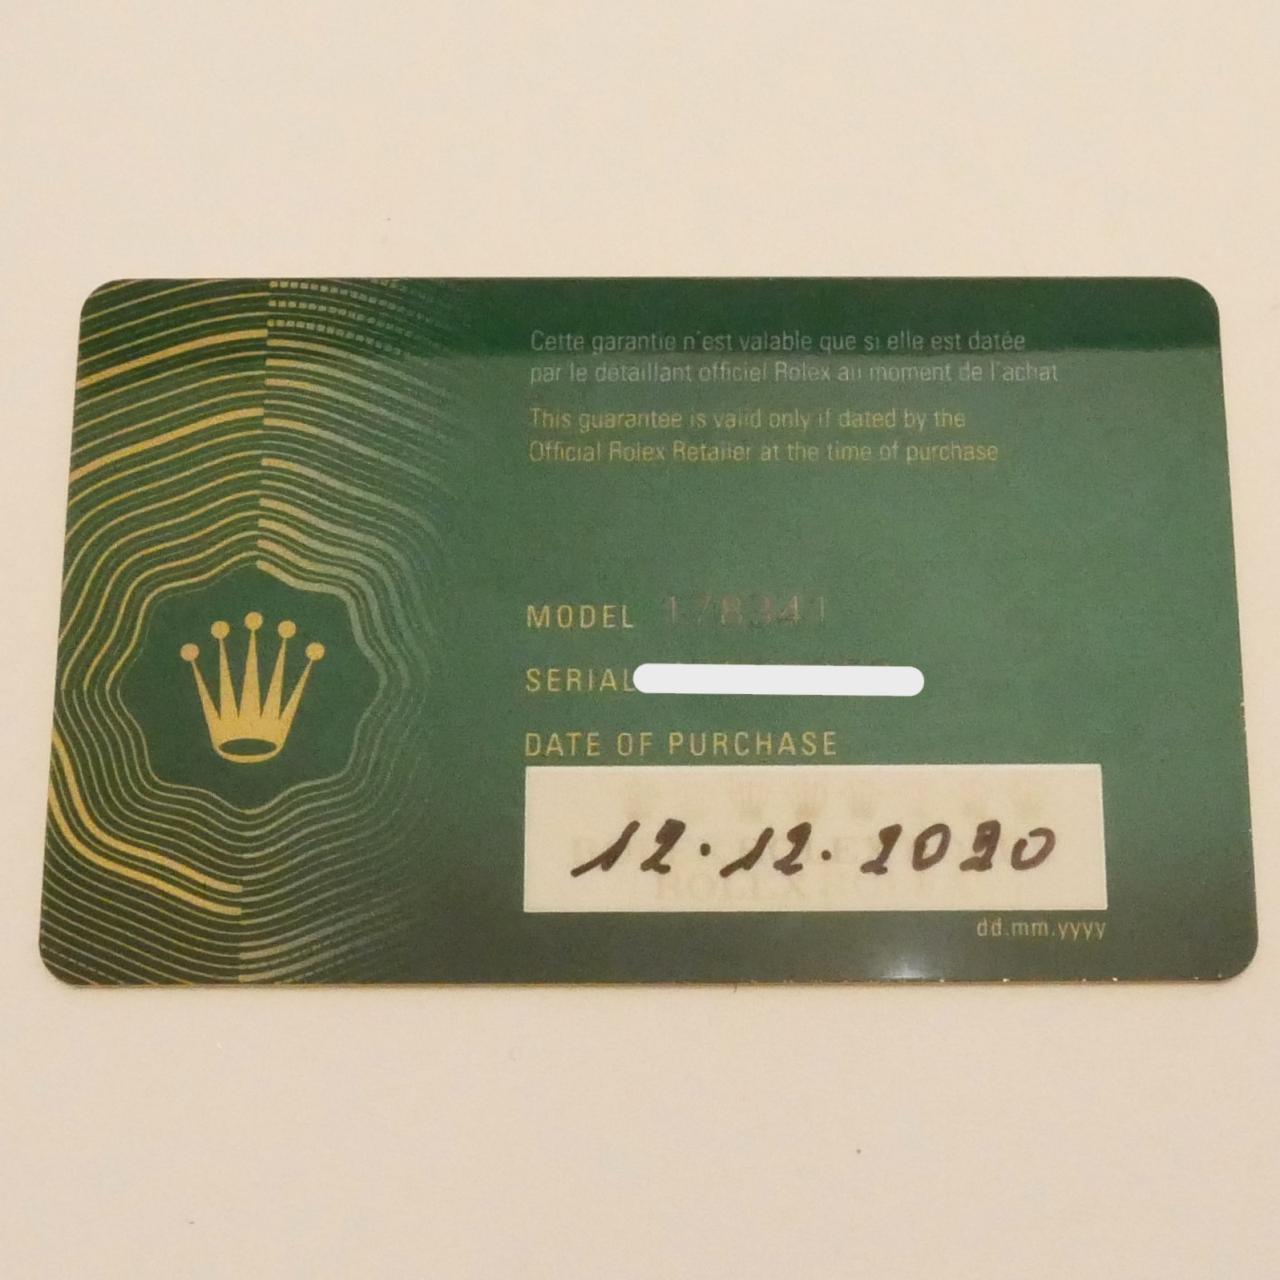 Cette garantie n'est valable que si elle est datée
par le détaillant officiel Rolex au moment de l'achat
This guarantee is valid only if dated by the
Official Rolex Retailer at the time of purchase
MODEL 178341
SERIAL
DATE OF PURCHASE
12.12.2020
dd.mm.yyyy